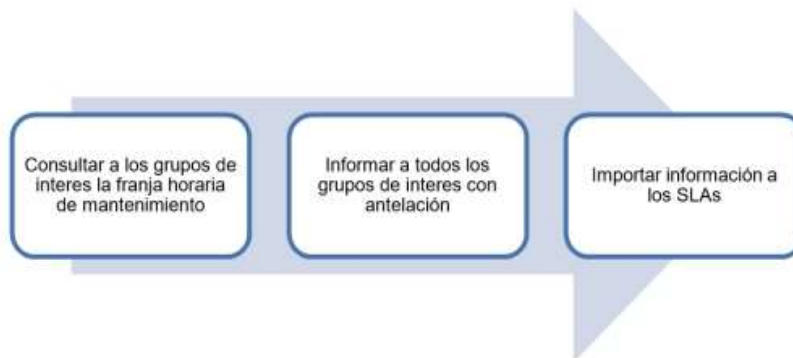 Consultar a los grupos de
interes la franja horaria
de mantenimiento
Informar a todos los
grupos de interes con
antelación
Importar información a
los SLAs